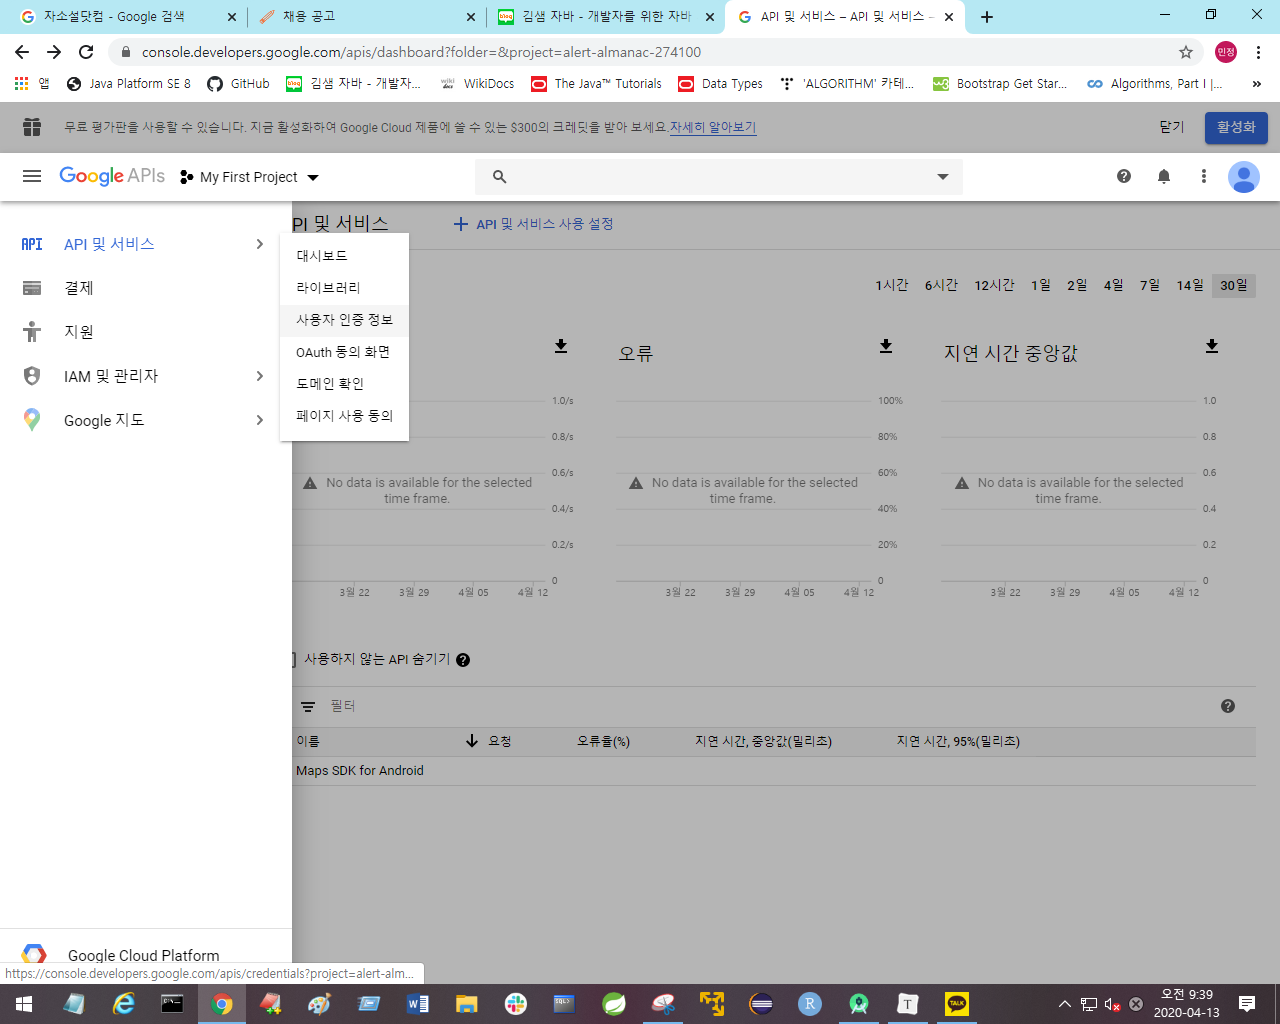 자소설닷컴 - Google 검색
채용 공고
김샘 자바 - 개발자를 위한 자바
API 및 서비스 – API 및 서비스 –
console.developers.google.com/apis/dashboard?folder=&project=alert-almanac-274100
민정
앱
Java Platform SE 8
GitHub
김샘 자바 - 개발자...
WikiDocs
The Java™ Tutorials
Data Types
'ALGORITHM' 카테...
Bootstrap Get Star...
Algorithms, Part I |...
무료 평가판을 사용할 수 있습니다. 지금 활성화하여 Google Cloud 제품에 쓸 수 있는 $300의 크레딧을 받아 보세요.자세히 알아보기
닫기
활성화
Google APIs
My First Project
API
API 및 서비스
결제
지원
IAM 및 관리자
Google 지도
PI 및 서비스
API 및 서비스 사용 설정
대시보드
라이브러리
사용자 인증 정보
OAuth 동의 화면
도메인 확인
페이지 사용 동의
1시간 6시간 12시간 1일 2일 4일 7일 14일 30일
오류
지연 시간 중앙값
1.0/s
0.8/s
0.6/s
0.4/s
0.2/s
0
No data is available for the selected
time frame.
3월 22 3월 29 4월 05 4월 12
100%
80%
60%
40%
20%
0
No data is available for the selected
time frame.
3월 22 3월 29 4월 05 4월 12
1.0
0.8
0.6
0.4
0.2
0
No data is available for the selected
time frame.
3월 22 3월 29 4월 05 4월 12
사용하지 않는 API 숨기기
필터
이름
요청
오류율(%)
지연 시간, 중앙값(밀리초)
지연 시간, 95%(밀리초)
Maps SDK for Android
Google Cloud Platform
https://console.developers.google.com/apis/credentials?project=alert-alm...
오전 9:39
2020-04-13